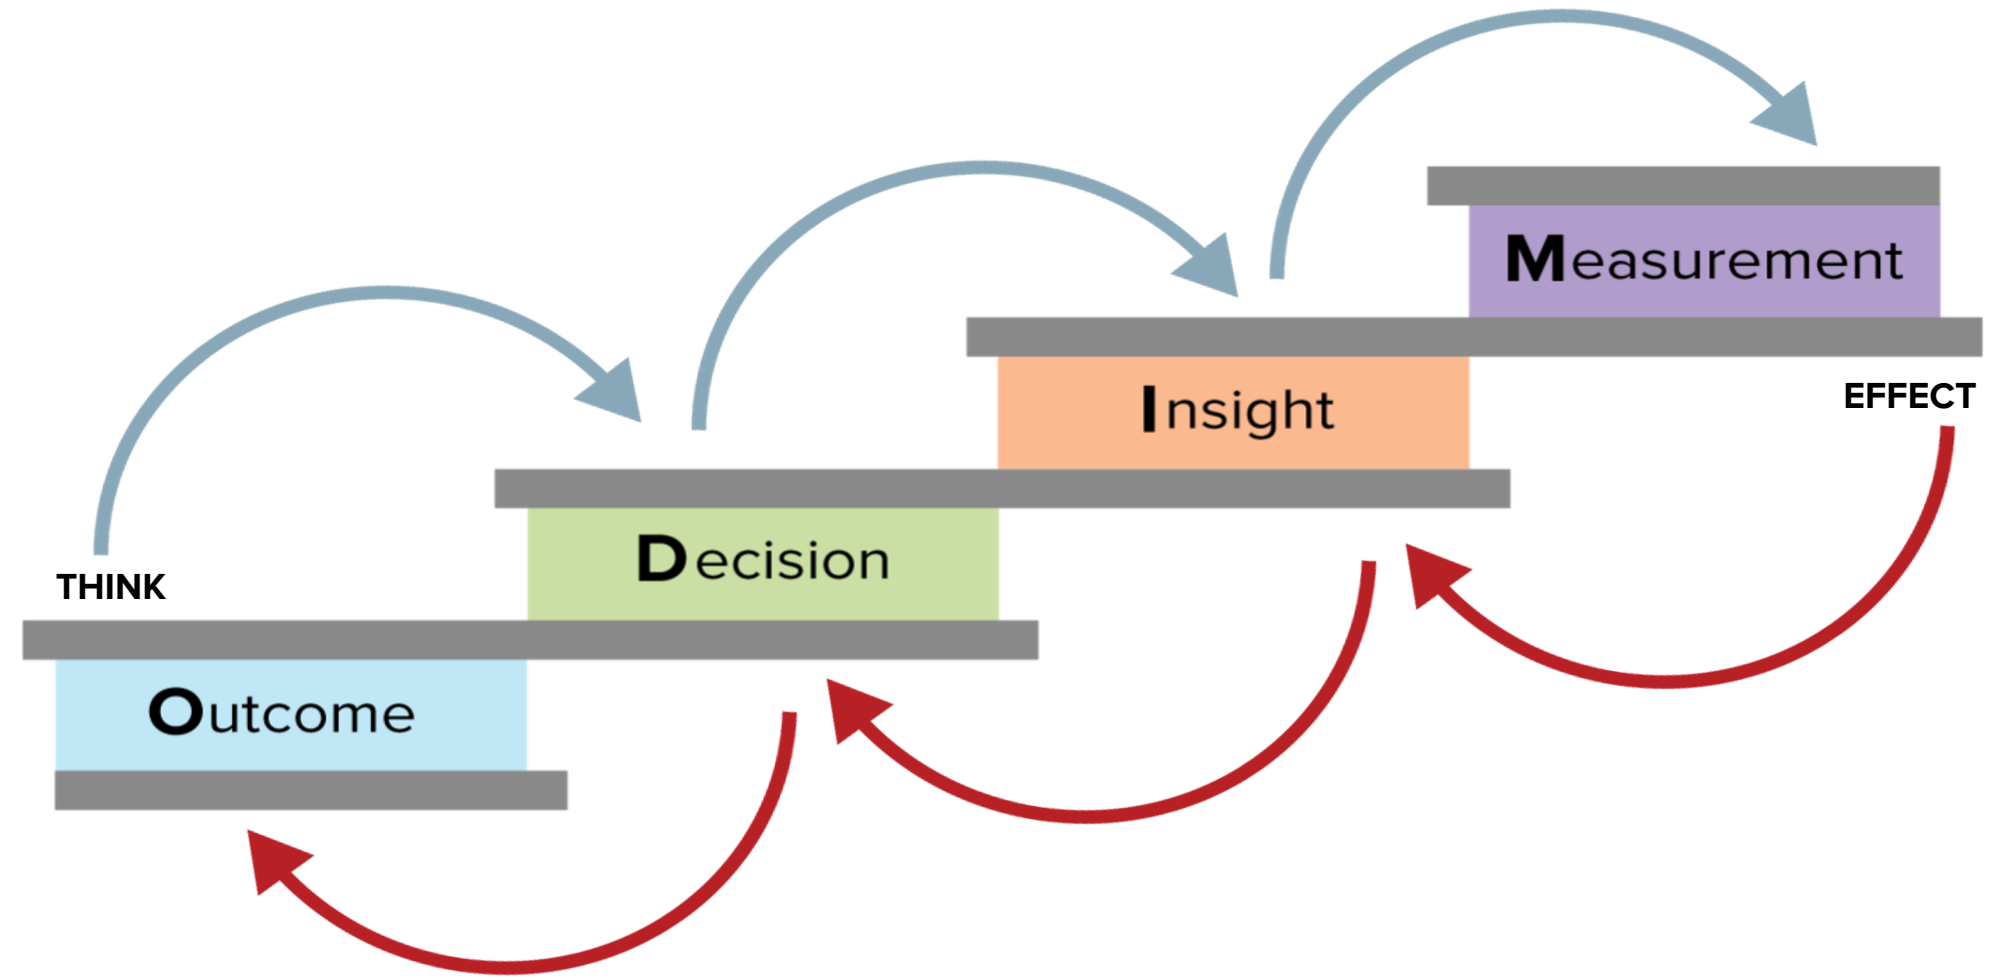 Measurement
EFFECT
Insight
Decision
THINK
Outcome